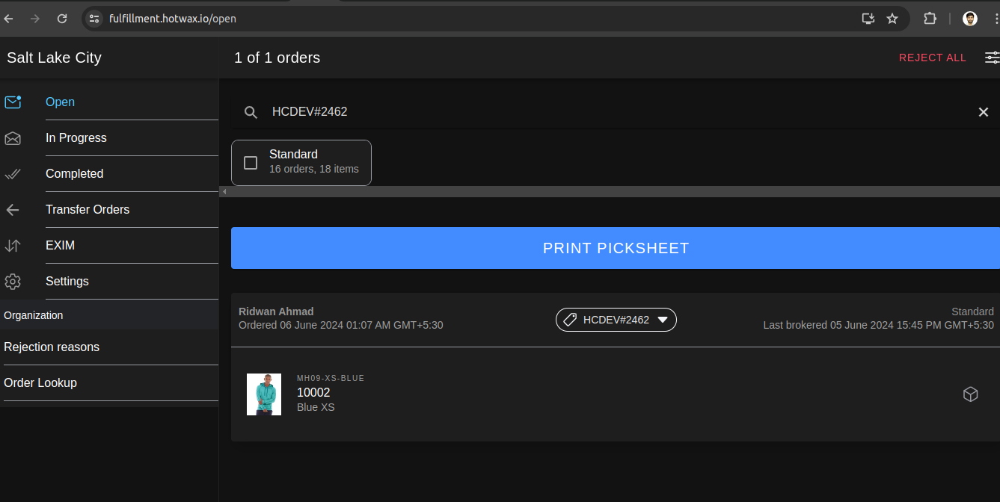 fulfillment.hotwax.io/open
Salt Lake City
1 of 1 orders
REJECT ALL
Open
In Progress
Completed
Transfer Orders
EXIM
Settings
Organization
Rejection reasons
Order Lookup
HCDEV#2462
Standard
16 orders, 18 items
PRINT PICKSHEET
Ridwan Ahmad
Ordered 06 June 2024 01:07 AM GMT+5:30
HCDEV#2462
Standard
Last brokered 05 June 2024 15:45 PM GMT+5:30
MH09-XS-BLUE
10002
Blue XS